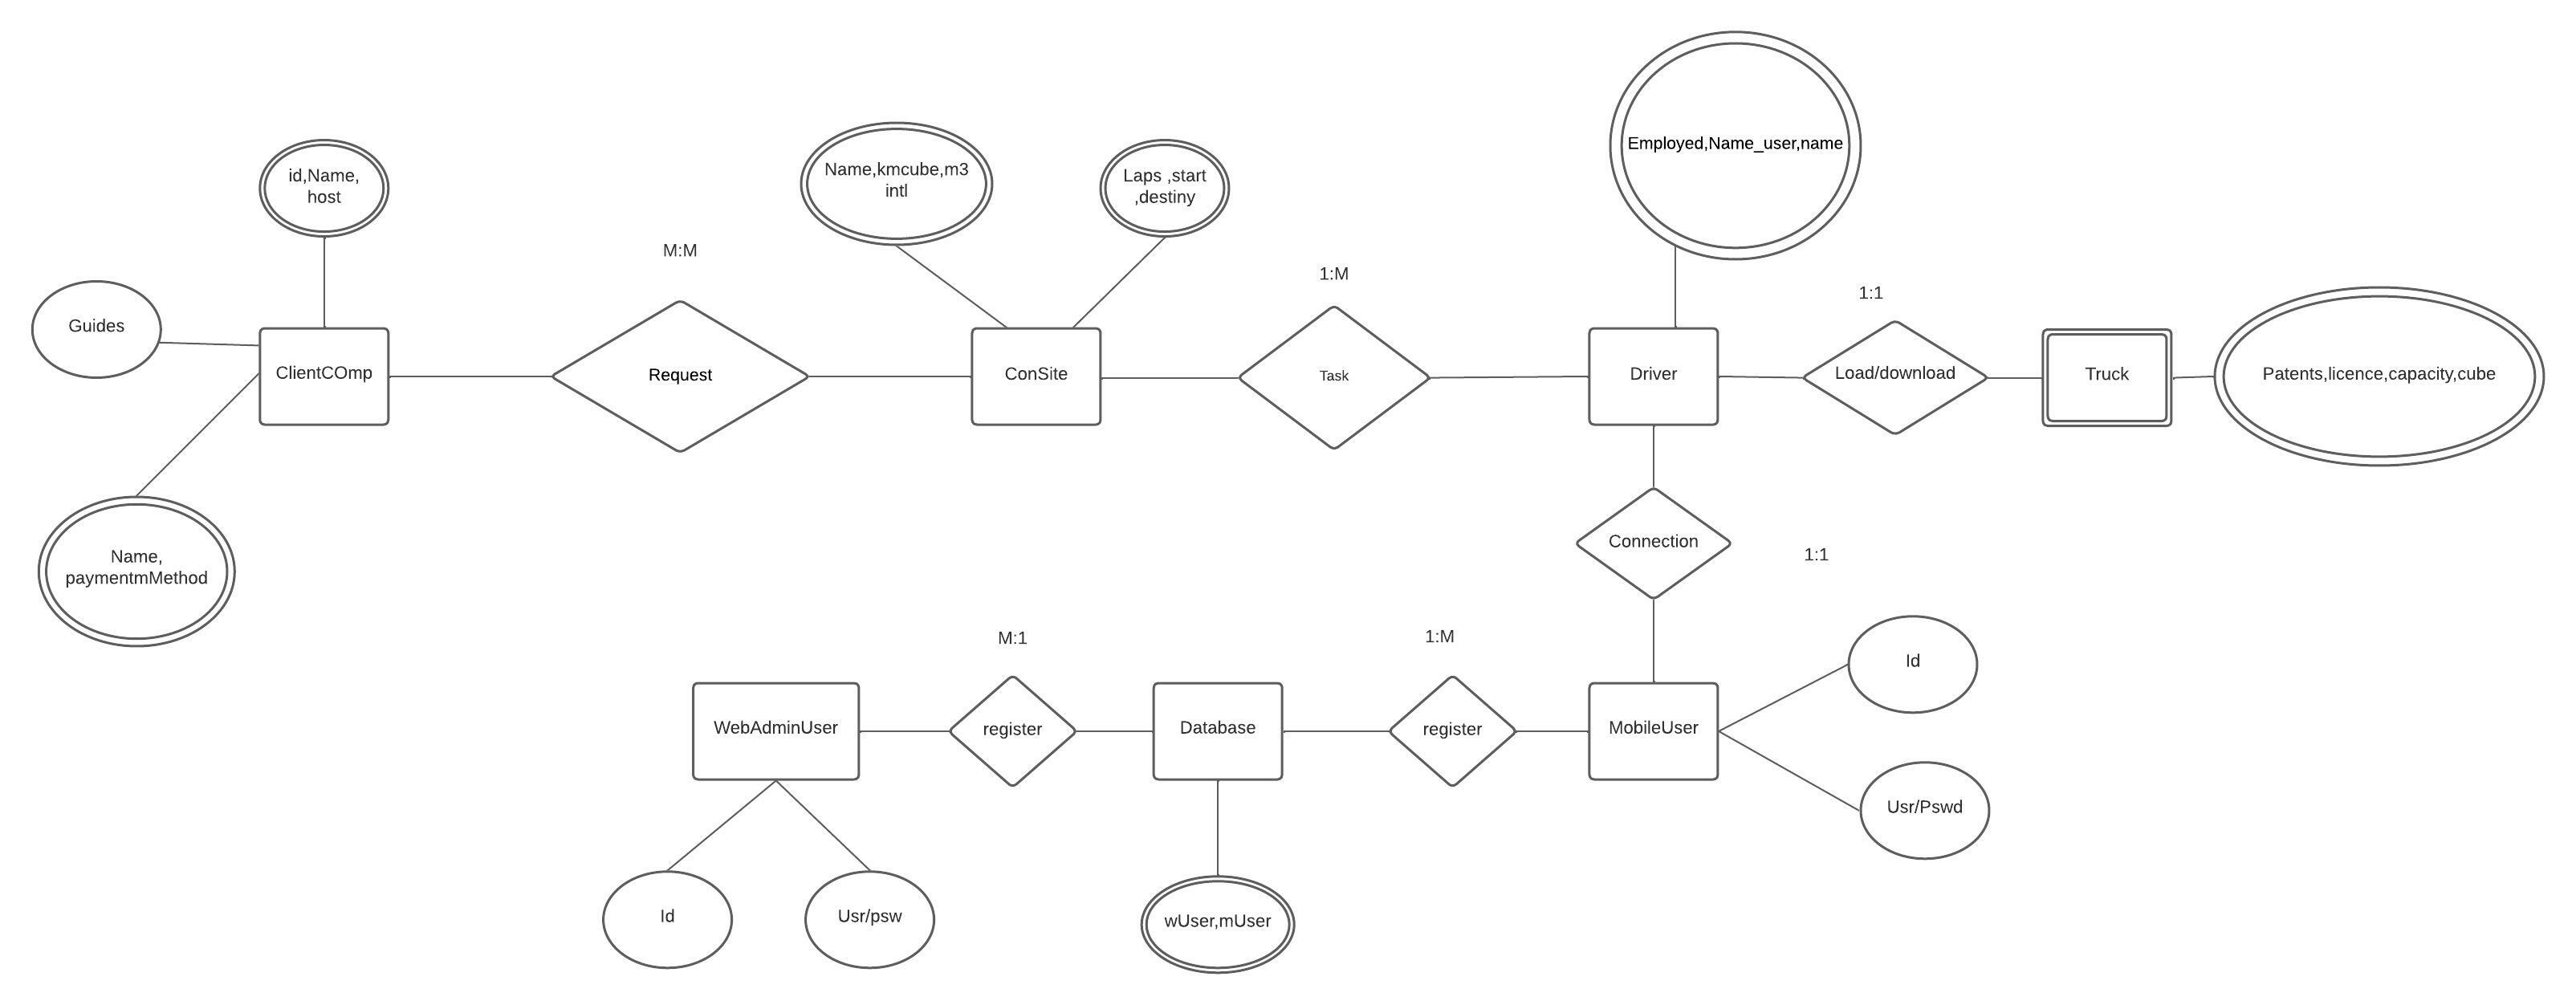 Employed,Name_user,name
id,Name,
host
Name,kmcube,m3
intl
Laps ,start
,destiny
M:M
1:M
1:1
Guides
ClientCOmp
Request
ConSite
Task
Driver
Load/download
Truck
Patents,licence,capacity,cube
Name,
paymentmMethod
Connection
1:1
M:1
1:M
WebAdminUser
register
Database
register
MobileUser
Id
Usr/Pswd
Id
Usr/psw
wUser,mUser